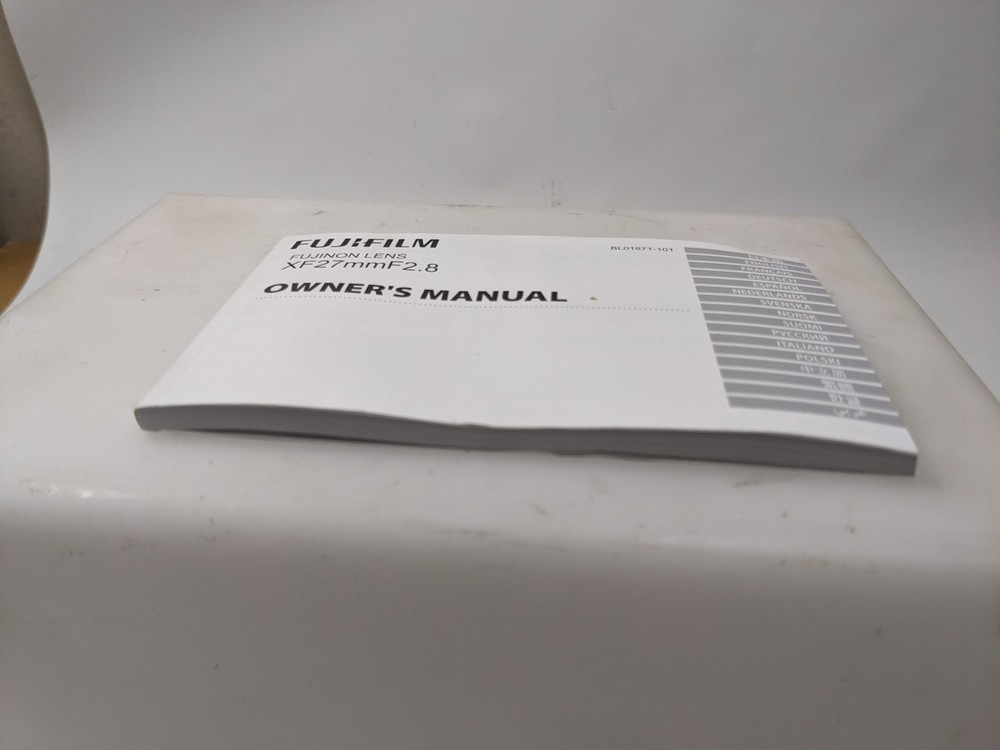 FUJIFILM
BL01871-101
FUJINON LENS
XF27mmF2.8
OWNER'S MANUAL
ENGLISH
FRANÇAIS
DEUTSCH
ESPAÑOL
NEDERLANDS
SVENSKA
NORSK
SUOMI
РУССКИЙ
ITALIANO
POLSKI